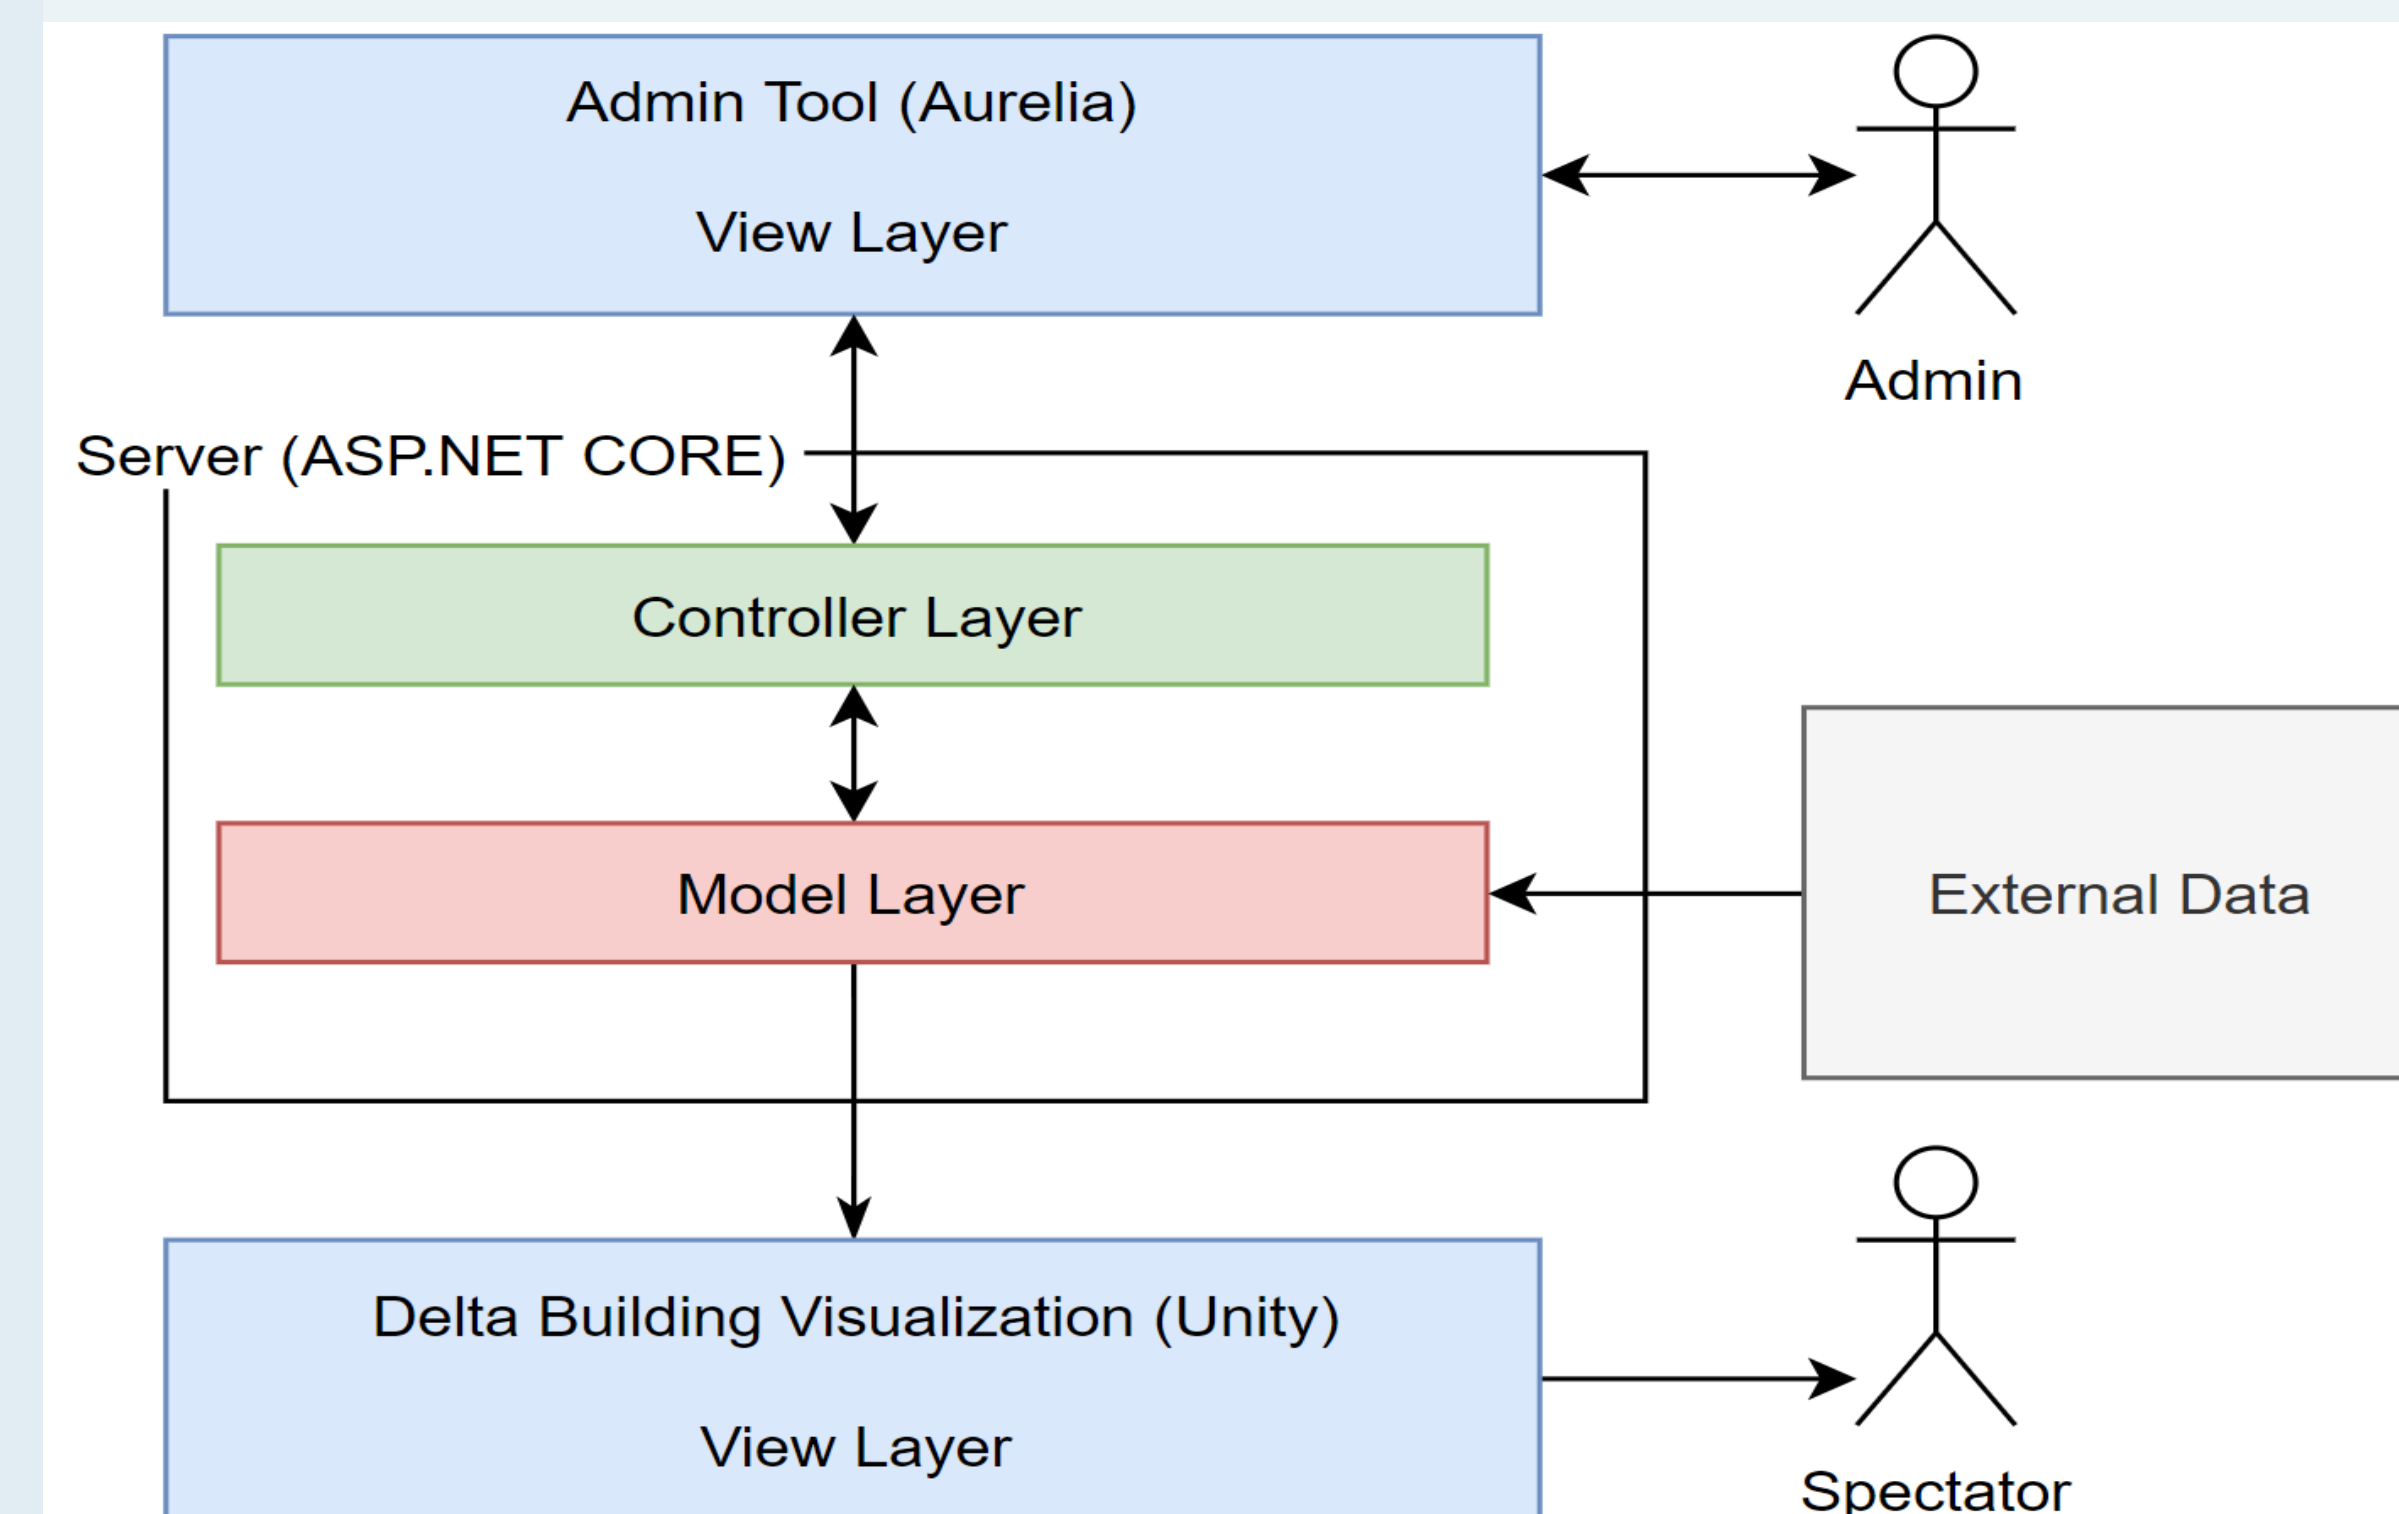 Admin Tool (Aurelia)
View Layer
Admin
Server (ASP.NET CORE)
Controller Layer
Model Layer
External Data
Delta Building Visualization (Unity)
View Layer
Spectator